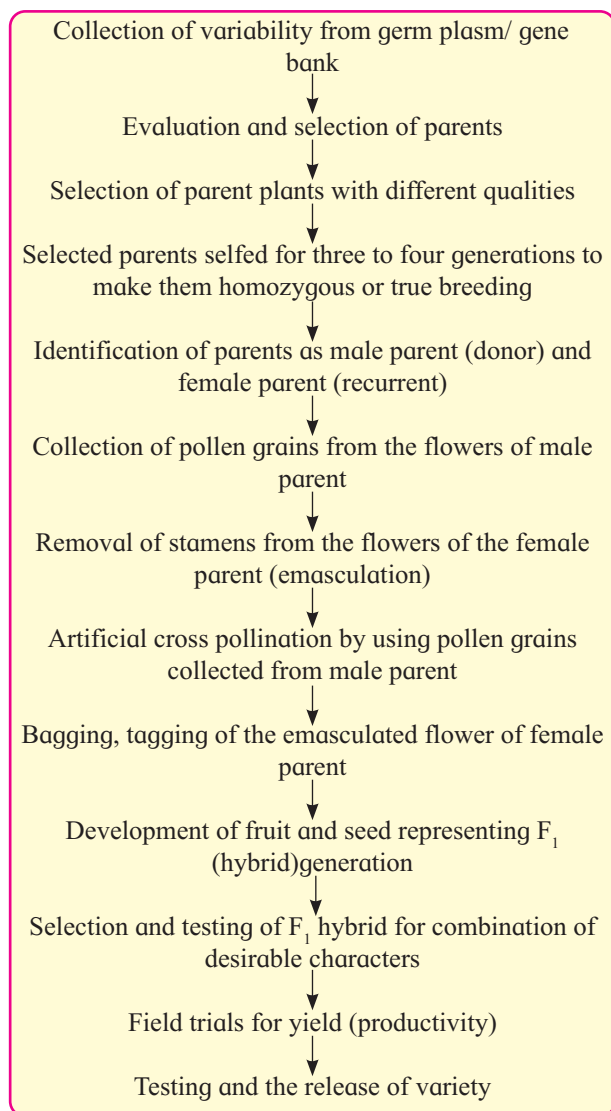 Collection of variability from germ plasm/ gene
bank
Evaluation and selection of parents
Selection of parent plants with different qualities
Selected parents selfed for three to four generations to
make them homozygous or true breeding
Identification of parents as male parent (donor) and
female parent (recurrent)
Collection of pollen grains from the flowers of male
parent
Removal of stamens from the flowers of the female
parent (emasculation)
Artificial cross pollination by using pollen grains
collected from male parent
Bagging, tagging of the emasculated flower of female
parent
Development of fruit and seed representing F₁
(hybrid)generation
Selection and testing of F₁ hybrid for combination of
desirable characters
Field trials for yield (productivity)
Testing and the release of variety